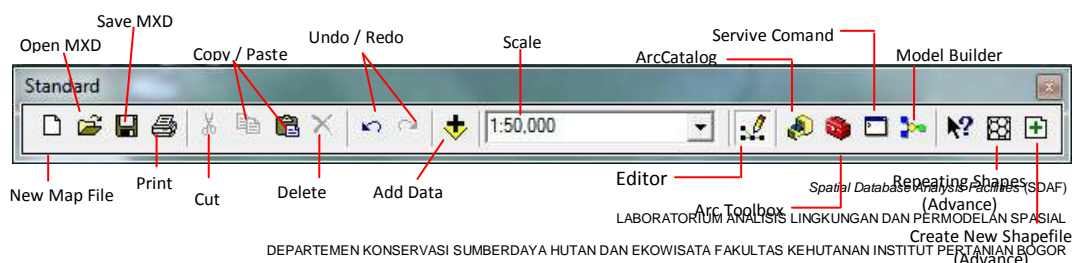 Save MXD
Open MXD
Copy / Paste
Undo / Redo
Scale
Servive Comand
ArcCatalog
Model Builder
Standard
1:50,000
New Map File
Print
Cut
Delete
Add Data
Editor
Arc Toolbox
Repeating Shapes
(Advance)
Spatial Database Analysis Facilities (SDAF)
LABORATORIUM ANALISIS LINGKUNGAN DAN PERMODELAN SPASIAL
Create New Shapefile
(Advance)
DEPARTEMEN KONSERVASI SUMBERDAYA HUTAN DAN EKOWISATA FAKULTAS KEHUTANAN INSTITUT PERTANIAN BOGOR